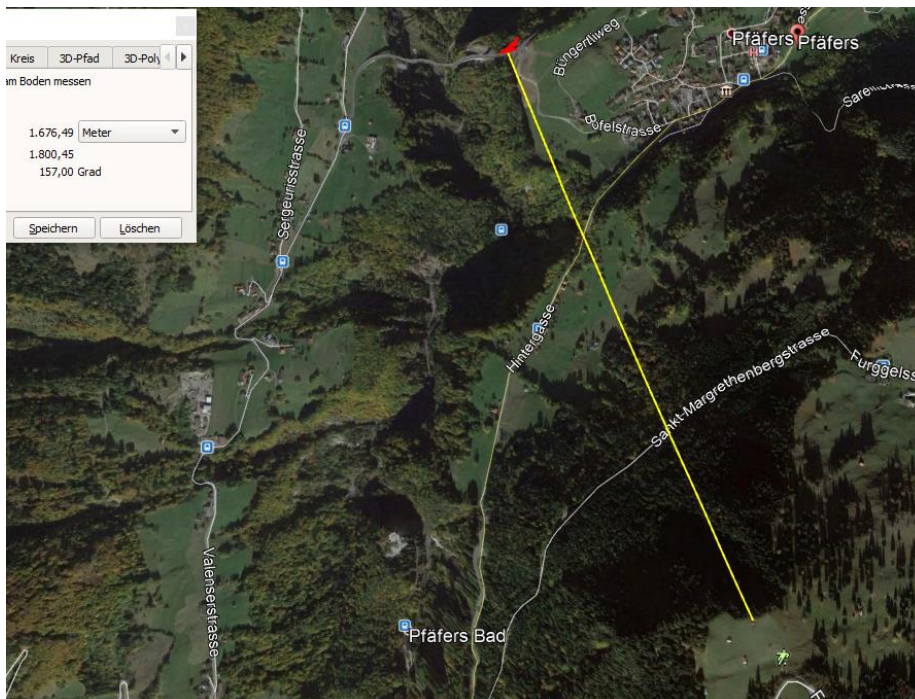 Kreis 3D-Pfad 3D-Poly
am Boden messen
1.676,49 Meter
1.800,45
157,00 Grad
Speichern Löschen
Büngertliweg
Pfäfers Pfäfers
Bofelstrasse
Sergeurisstrasse
Hintergasse
Sankt-Margrethenbergstrasse
Furggelss
Valenserstrasse
Pfäfers Bad